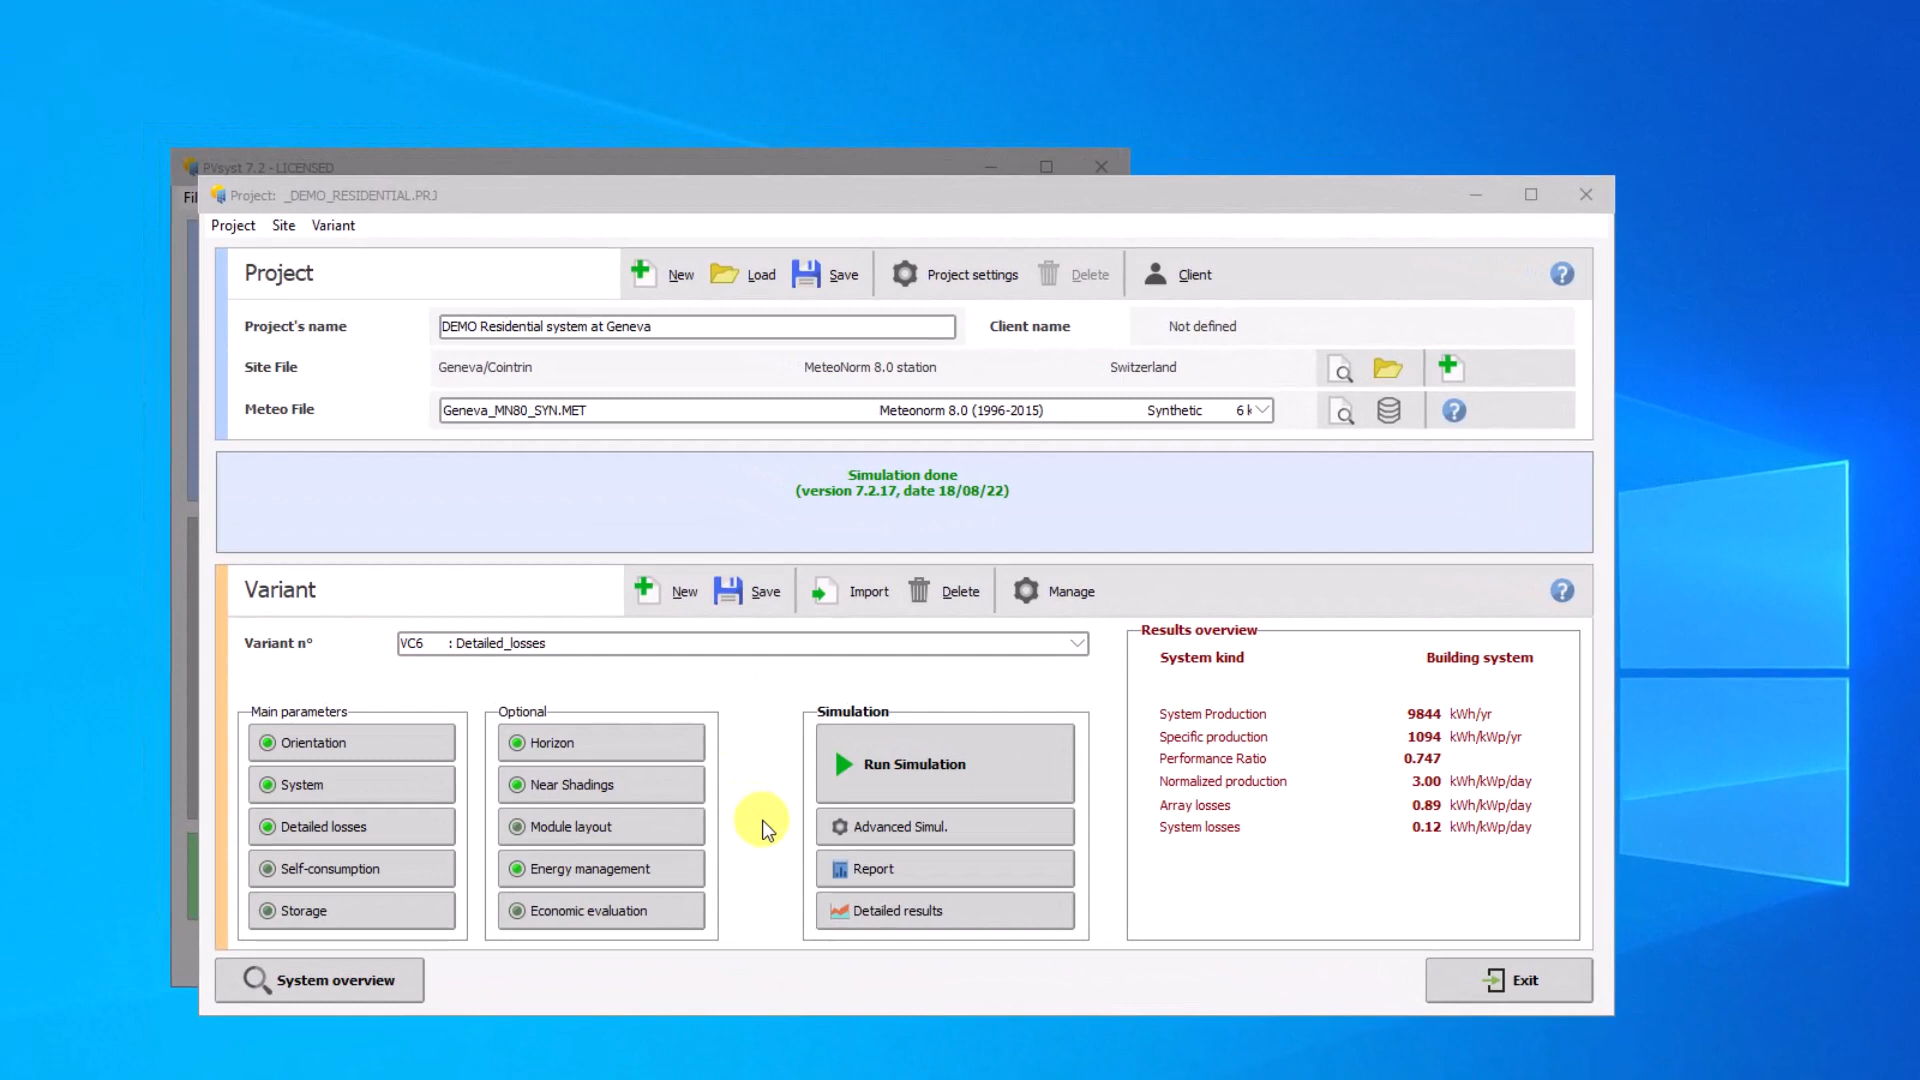 PVsyst 7.2 - LICENSED
Fil
Project: _DEMO_RESIDENTIAL.PRJ
Project Site Variant
Project
New Load Save Project settings Delete Client
Project's name DEMO Residential system at Geneva Client name Not defined
Site File Geneva/Cointrin MeteoNorm 8.0 station Switzerland
Meteo File Geneva_MN80_SYN.MET Meteonorm 8.0 (1996-2015) Synthetic 6 k
Simulation done
(version 7.2.17, date 18/08/22)
Variant
New Save Import Delete Manage
Variant n° VC6 : Detailed_losses
Main parameters
Orientation
System
Detailed losses
Self-consumption
Storage
Optional
Horizon
Near Shadings
Module layout
Energy management
Economic evaluation
Simulation
Run Simulation
Advanced Simul.
Report
Detailed results
Results overview
System kind Building system
System Production 9844 kWh/yr
Specific production 1094 kWh/kWp/yr
Performance Ratio 0.747
Normalized production 3.00 kWh/kWp/day
Array losses 0.89 kWh/kWp/day
System losses 0.12 kWh/kWp/day
System overview
Exit